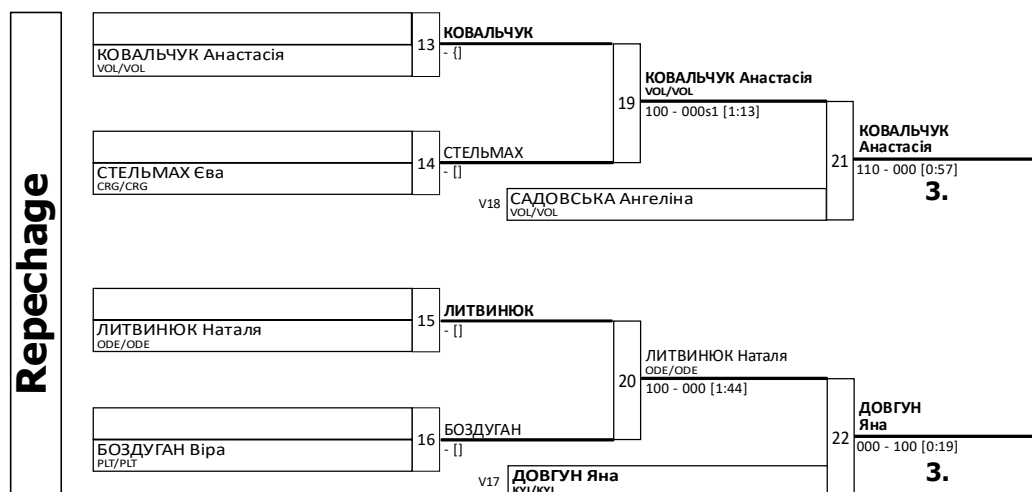 Repechage
КОВАЛЬЧУК Анастасія
VOL/VOL
13
КОВАЛЬЧУК
- {]
СТЕЛЬМАХ Єва
CRG/CRG
14
СТЕЛЬМАХ
- []
19
КОВАЛЬЧУК Анастасія
VOL/VOL
100 - 000s1 [1:13]
V18
САДОВСЬКА Ангеліна
VOL/VOL
21
КОВАЛЬЧУК
Анастасія
110 - 000 [0:57]
3.
ЛИТВИНЮК Наталя
ODE/ODE
15
ЛИТВИНЮК
- []
БОЗДУГАН Віра
PLT/PLT
16
БОЗДУГАН
- []
20
ЛИТВИНЮК Наталя
ODE/ODE
100 - 000 [1:44]
V17
ДОВГУН Яна
KYI/KYI
22
ДОВГУН
Яна
000 - 100 [0:19]
3.